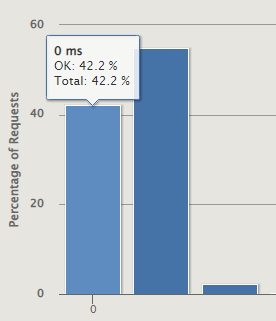 60
0 ms
OK: 42.2 %
Total: 42.2 %
40
20
0
0
Percentage of Requests